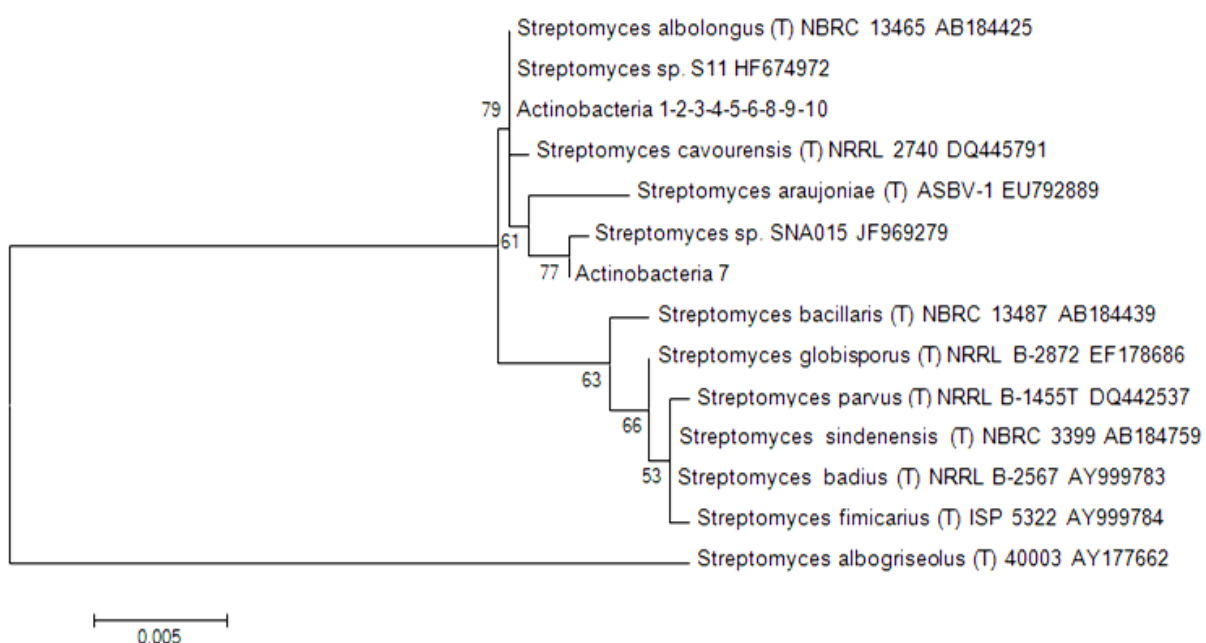 Streptomyces albolongus (T) NBRC 13465 AB184425
Streptomyces sp. S11 HF674972
79
Actinobacteria 1-2-3-4-5-6-8-9-10
Streptomyces cavourensis (T) NRRL 2740 DQ445791
Streptomyces araujoniae (T) ASBV-1 EU792889
61
Streptomyces sp. SNA015 JF969279
77
Actinobacteria 7
Streptomyces bacillaris (T) NBRC 13487 AB184439
Streptomyces globisporus (T) NRRL B-2872 EF178686
63
Streptomyces parvus (T) NRRL B-1455T DQ442537
66
Streptomyces sindenensis (T) NBRC 3399 AB184759
53
Streptomyces badius (T) NRRL B-2567 AY999783
Streptomyces fimicarius (T) ISP 5322 AY999784
Streptomyces albogriseolus (T) 40003 AY177662
0.005